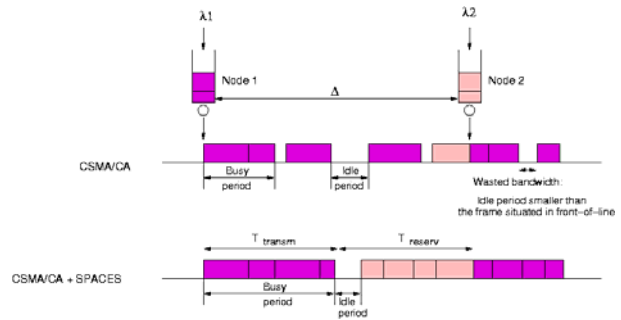 λ1
λ2
Node 1
Node 2
Δ
CSMA/CA
Busy
period
Idle
period
Wasted bandwidth:
Idle period smaller than
the frame situated in front-of-line
T transm
T reserv
CSMA/CA + SPACES
Busy
period
Idle
period